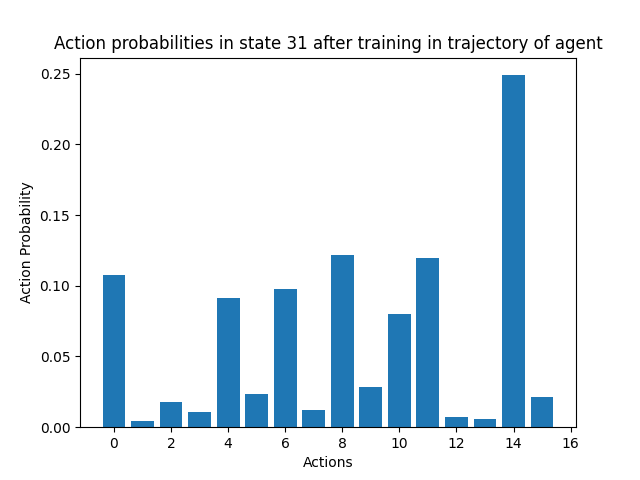 Action probabilities in state 31 after training in trajectory of agent
0.25
0.20
0.15
0.10
0.05
0.00
Action Probability
0 2 4 6 8 10 12 14 16
Actions